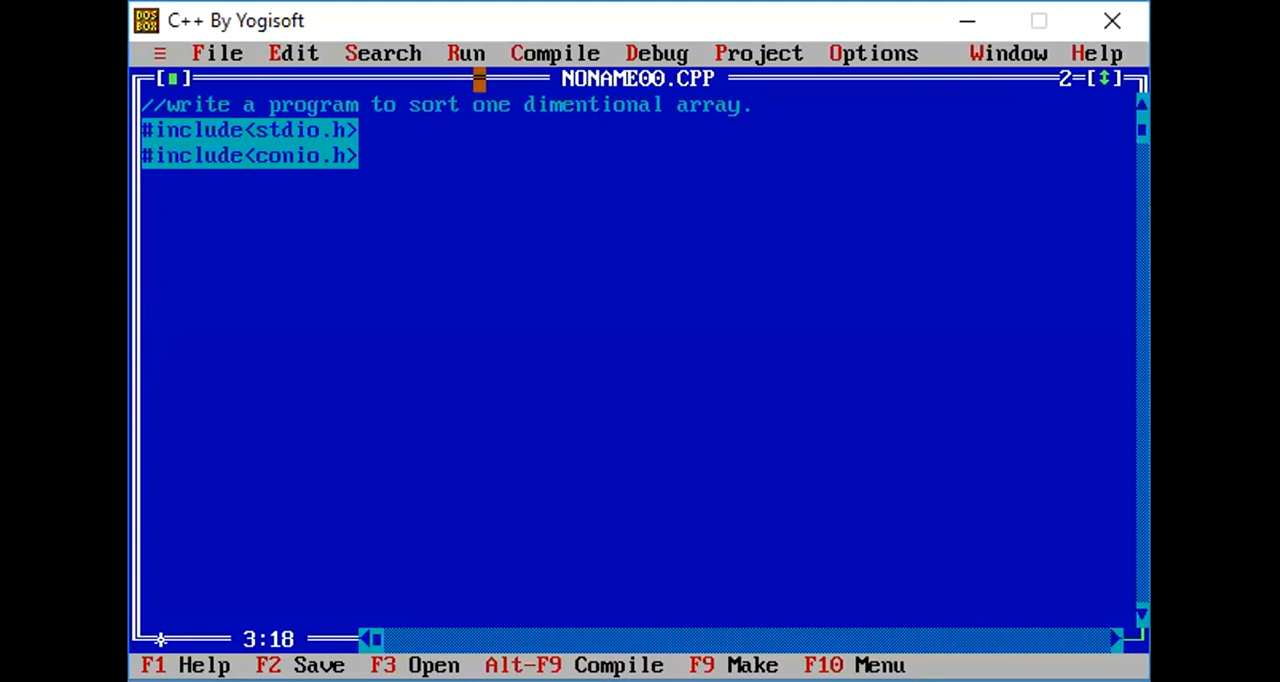 DOS BOX C++ By Yogisoft
≡ File Edit Search Run Compile Debug Project Options Window Help
NONAME00.CPP 2
//write a program to sort one dimentional array.
#include<stdio.h>
#include<conio.h>
3:18
F1 Help F2 Save F3 Open Alt-F9 Compile F9 Make F10 Menu